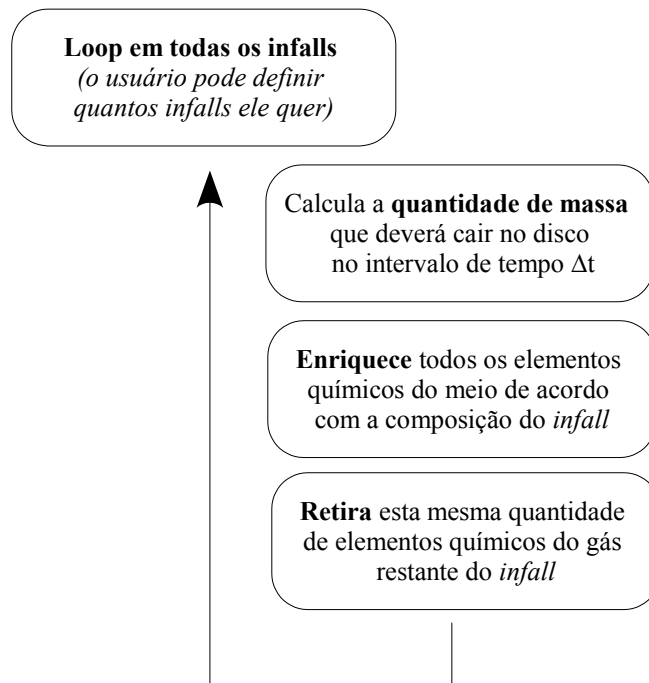 Loop em todas os infalls
(o usuário pode definir
quantos infalls ele quer)
Calcula a quantidade de massa
que deverá cair no disco
no intervalo de tempo Δt
Enriquece todos os elementos
químicos do meio de acordo
com a composição do infall
Retira esta mesma quantidade
de elementos químicos do gás
restante do infall